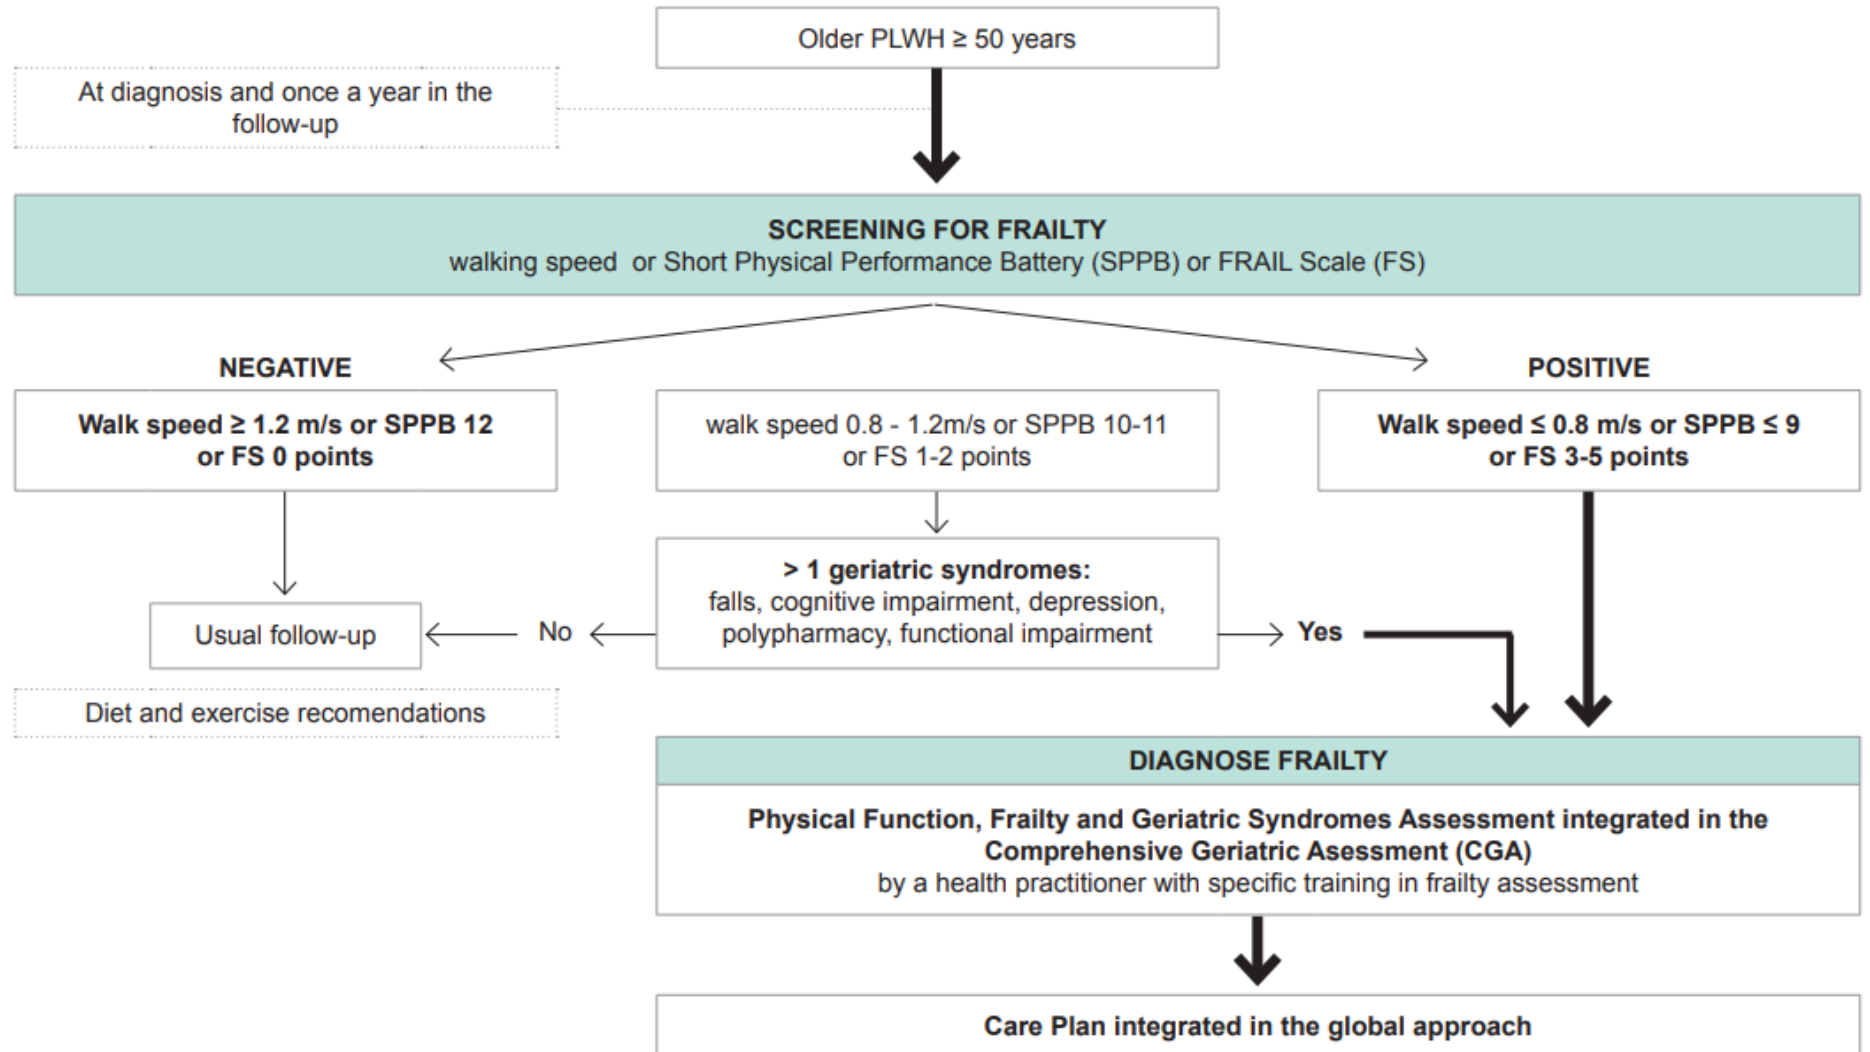 Older PLWH ≥ 50 years
At diagnosis and once a year in the
follow-up
SCREENING FOR FRAILTY
walking speed or Short Physical Performance Battery (SPPB) or FRAIL Scale (FS)
NEGATIVE
POSITIVE
Walk speed ≥ 1.2 m/s or SPPB 12
or FS 0 points
walk speed 0.8 - 1.2m/s or SPPB 10-11
or FS 1-2 points
Walk speed ≤ 0.8 m/s or SPPB ≤ 9
or FS 3-5 points
> 1 geriatric syndromes:
falls, cognitive impairment, depression,
polypharmacy, functional impairment
Usual follow-up
No
Yes
Diet and exercise recomendations
DIAGNOSE FRAILTY
Physical Function, Frailty and Geriatric Syndromes Assessment integrated in the
Comprehensive Geriatric Asessment (CGA)
by a health practitioner with specific training in frailty assessment
Care Plan integrated in the global approach